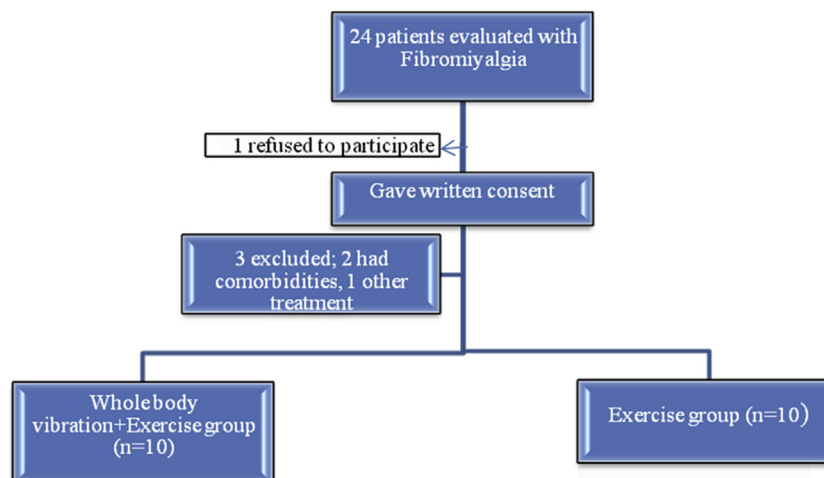 24 patients evaluated with
Fibromiyalgia
1 refused to participate
Gave written consent
3 excluded; 2 had
comorbidities, 1 other
treatment
Whole body
vibration+Exercise group
(n=10)
Exercise group (n=10)